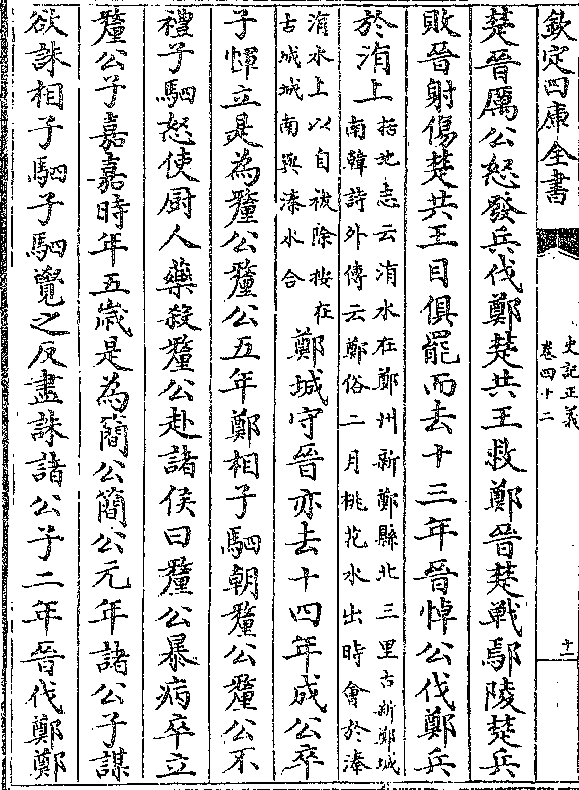 欽定四庫全書
史記正義
卷四十二
十一
楚晉厲公怒發兵伐鄭楚共王救鄭晉楚戰鄢陵楚兵
敗晉射傷楚共王目俱罷而去十三年晉悼公伐鄭兵
於洧上
括地志云洧水在鄭州新鄭縣北三里古新鄭城
南韓詩外傳云鄭俗二月桃花水出時會於溱
洧水上以自祓除按在
古城城南與溱水合
鄭城守晉亦去十四年成公卒
子惲立是為釐公釐公五年鄭相子駟朝釐公釐公不
禮子駟怒使厨人藥殺釐公赴諸侯曰釐公暴病卒立
釐公子嘉嘉時年五歲是為簡公簡公元年諸公子謀
欲誅相子駟子駟覺之反盡誅諸公子二年晉伐鄭鄭